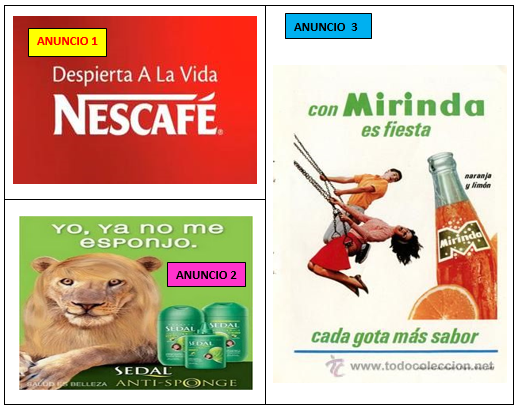 ANUNCIO 1
Despierta A La Vida
NESCAFÉ
Yo, ya no me
esponjo.
ANUNCIO 2
SEDAL
SEDAL
SEDAL
SEDAL
SALUD ES BELLEZA
ANTI-SPONGE
ANUNCIO 3
con Mirinda
es fiesta
naranja
y limón
Mirinda
cada gota más sabor
www.todocoleccion.net